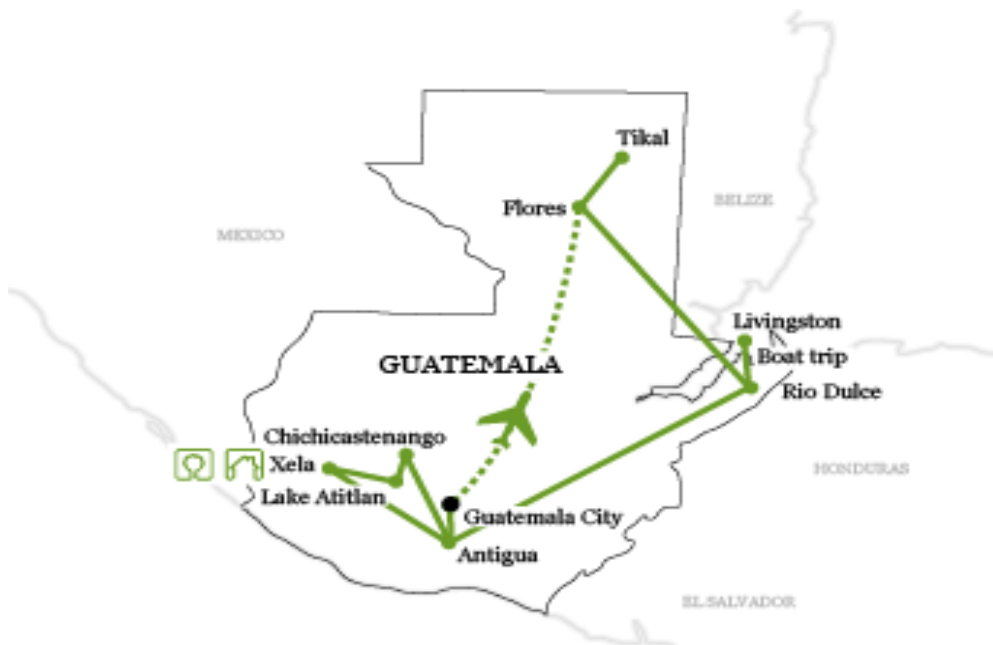 Tikal
BELIZE
Flores
MEXICO
Livingston
GUATEMALA
Boat trip
Rio Dulce
Chichicastenango
Xela
HONDURAS
Lake Atitlan
Guatemala City
Antigua
EL SALVADOR